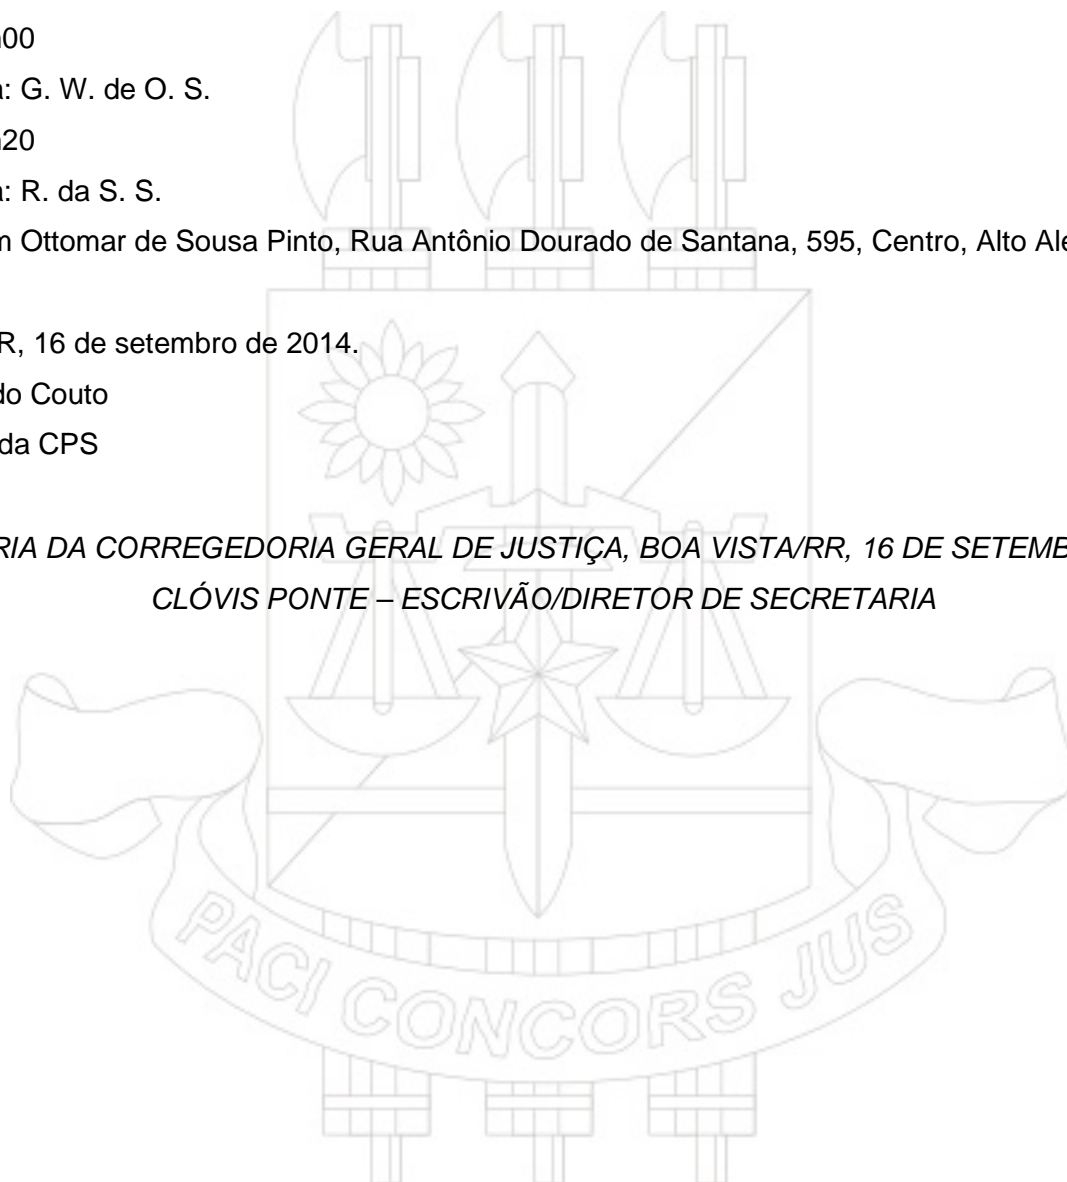 h00
a: G. W. de O. S.
h20
a: R. da S. S.
m Ottomar de Sousa Pinto, Rua Antônio Dourado de Santana, 595, Centro, Alto Ale
R, 16 de setembro de 2014.
do Couto
da CPS
RIA DA CORREGEDORIA GERAL DE JUSTIÇA, BOA VISTA/RR, 16 DE SETEMB
CLÓVIS PONTE – ESCRIVÃO/DIRETOR DE SECRETARIA
PACI CONCORS JUS